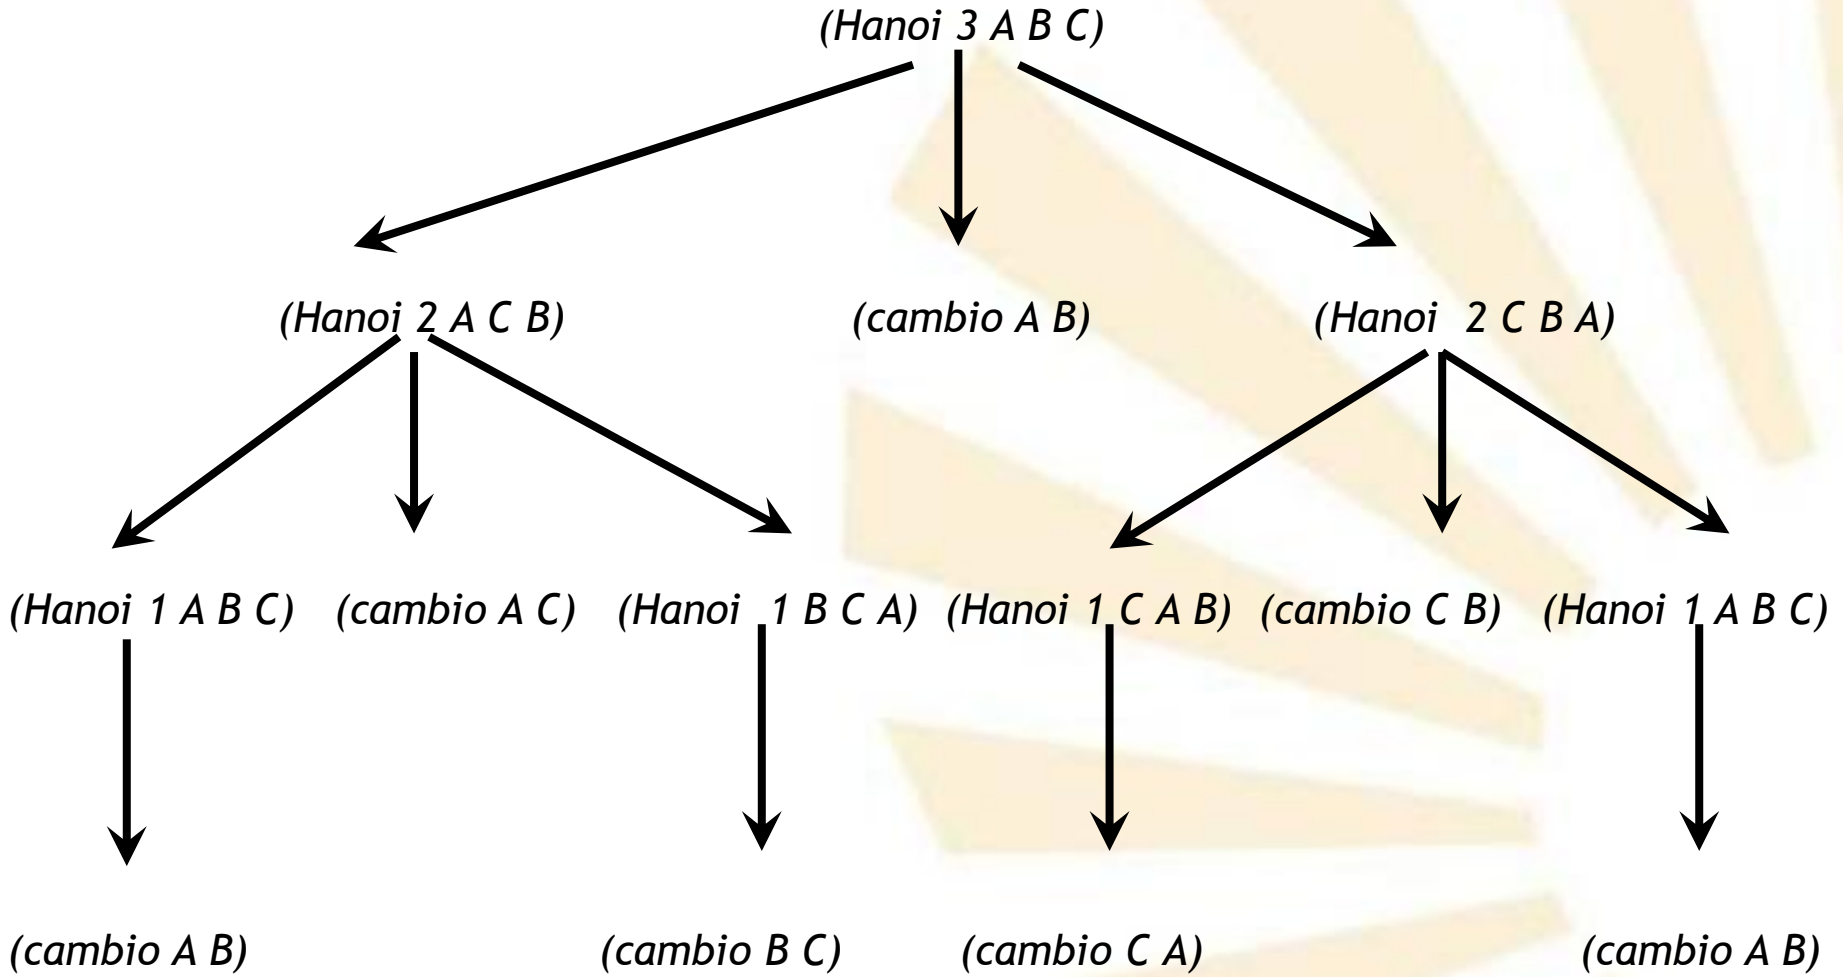 (Hanoi 3 A B C)
(Hanoi 2 A C B)
(cambio A B)
(Hanoi 2 C B A)
(Hanoi 1 A B C)
(cambio A C)
(Hanoi 1 B C A)
(Hanoi 1 C A B)
(cambio C B)
(Hanoi 1 A B C)
(cambio A B)
(cambio B C)
(cambio C A)
(cambio A B)